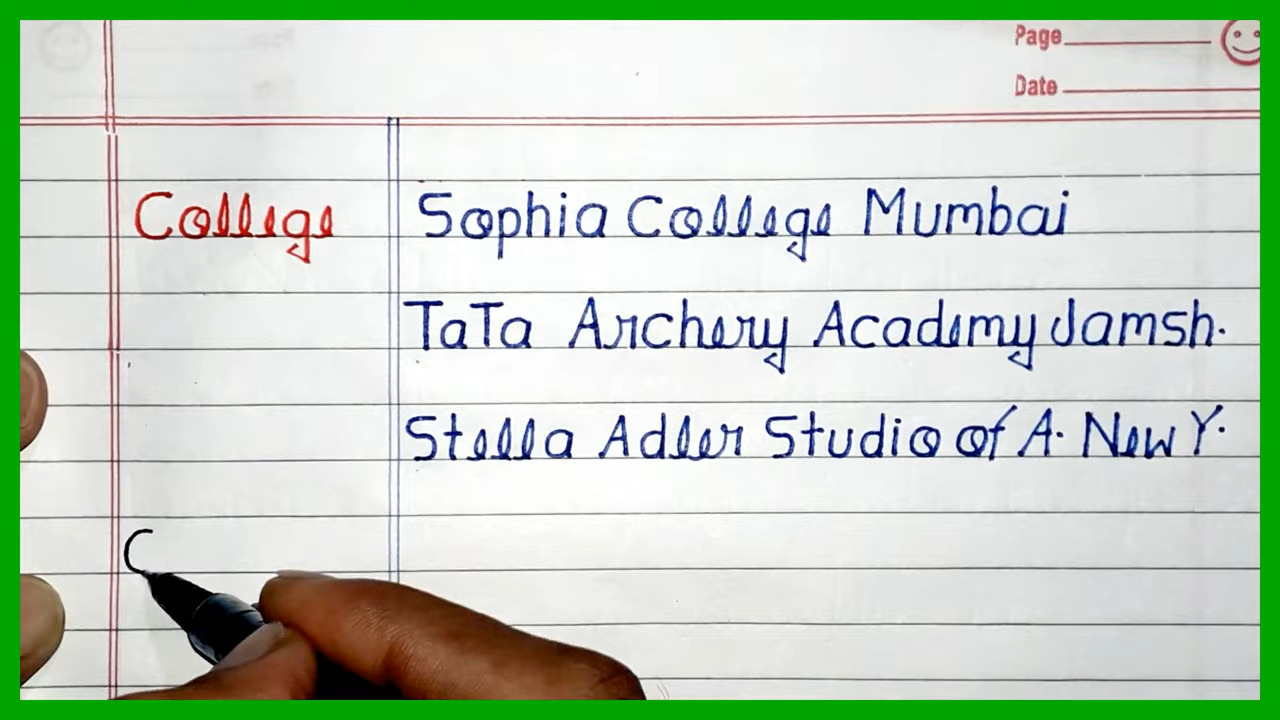 Page
Date
College Sophia College Mumbai
TaTa Archery Academy Jamsh.
Stella Adler Studio of A. New Y.
C